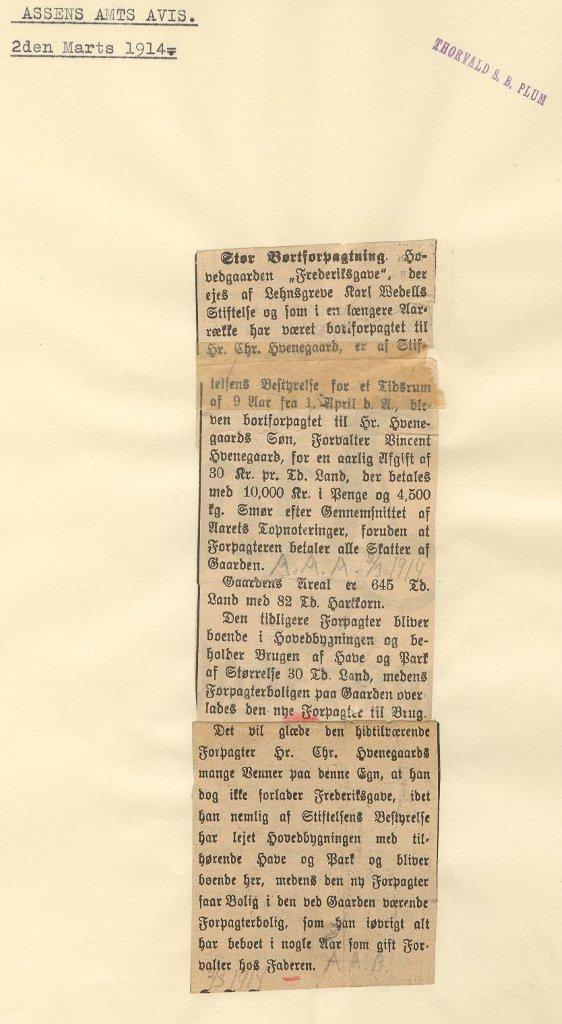 ASSENS AMTS AVIS.
2den Marts 1914.
THORVALD S. B. PLUM
Stor Bortforpagtning. Ho-
vedgaarden „Frederiksgave“, der
ejes af Lehnsgreve Karl Wedells
Stiftelse og som i en længere Aar-
række har været bortforpagtet til
Hr. Chr. Hvenegaard, er af Stif-
telsens Bestyrelse for et Tidsrum
af 9 Aar fra 1. April d. A., ble-
ven bortforpagtet til Hr. Hvene-
gaards Søn, Forvalter Vincent
Hvenegaard, for en aarlig Afgift af
30 Kr. pr. Td. Land, der betales
med 10,000 Kr. i Penge og 4,500
kg. Smør efter Gennemsnittet af
Aarets Topnoteringer, foruden at
Forpagteren betaler alle Skatter af
Gaarden. A. A. A. 1914
Gaardens Areal er 645 Td.
Land med 82 Td. Hartkorn.
Den tidligere Forpagter bliver
boende i Hovedbygningen og be-
holder Brugen af Have og Park
af Størrelse 30 Td. Land, medens
Forpagterboligen paa Gaarden over
lades den nye Forpagter til Brug.
Det vil glæde den hidtilværende
Forpagter Hr. Chr. Hvenegaards
mange Venner paa denne Egn, at han
dog ikke forlader Frederiksgave, idet
han nemlig af Stiftelsens Bestyrelse
har lejet Hovedbygningen med til-
hørende Have og Park og bliver
boende her, medens den ny Forpagter
faar Bolig i den ved Gaarden værende
Forpagterbolig, som han iøvrigt alt
har beboet i nogle Aar som gift For-
valter hos Faderen.